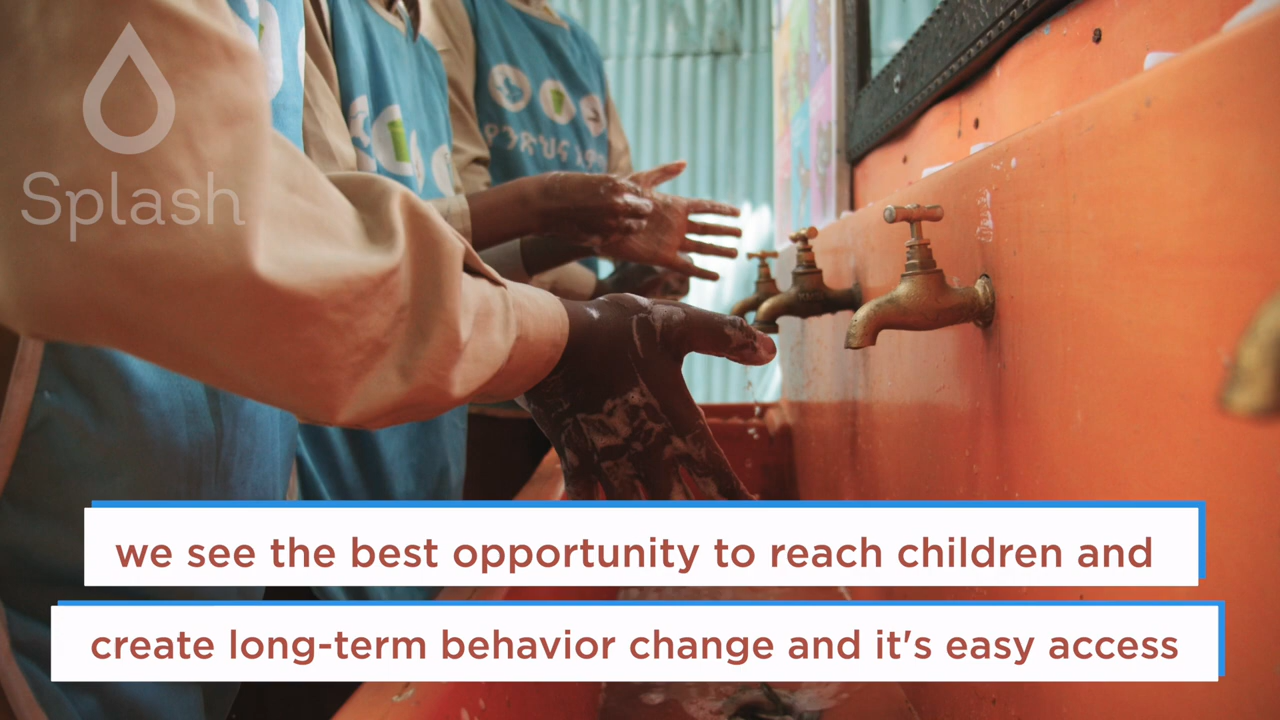 Splash
we see the best opportunity to reach children and
create long-term behavior change and it's easy access